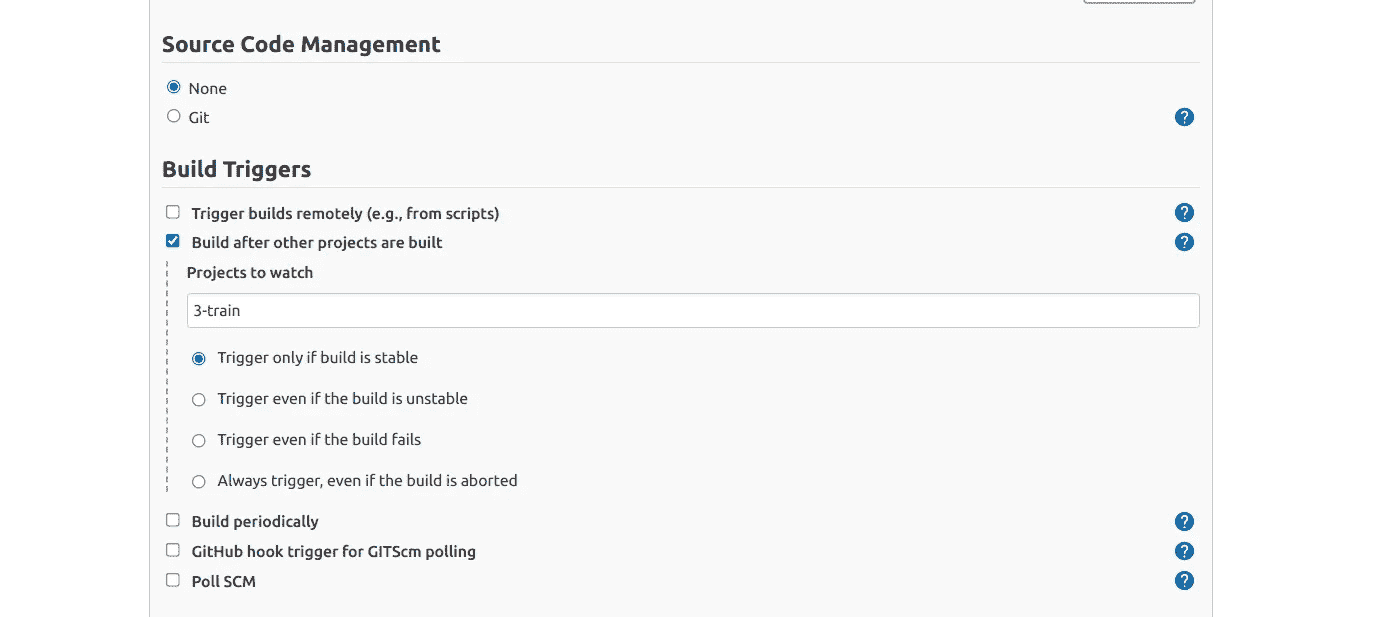 Source Code Management
None
Git
?
Build Triggers
Trigger builds remotely (e.g., from scripts)
?
Build after other projects are built
?
Projects to watch
3-train
Trigger only if build is stable
Trigger even if the build is unstable
Trigger even if the build fails
Always trigger, even if the build is aborted
Build periodically
?
GitHub hook trigger for GITScm polling
?
Poll SCM
?